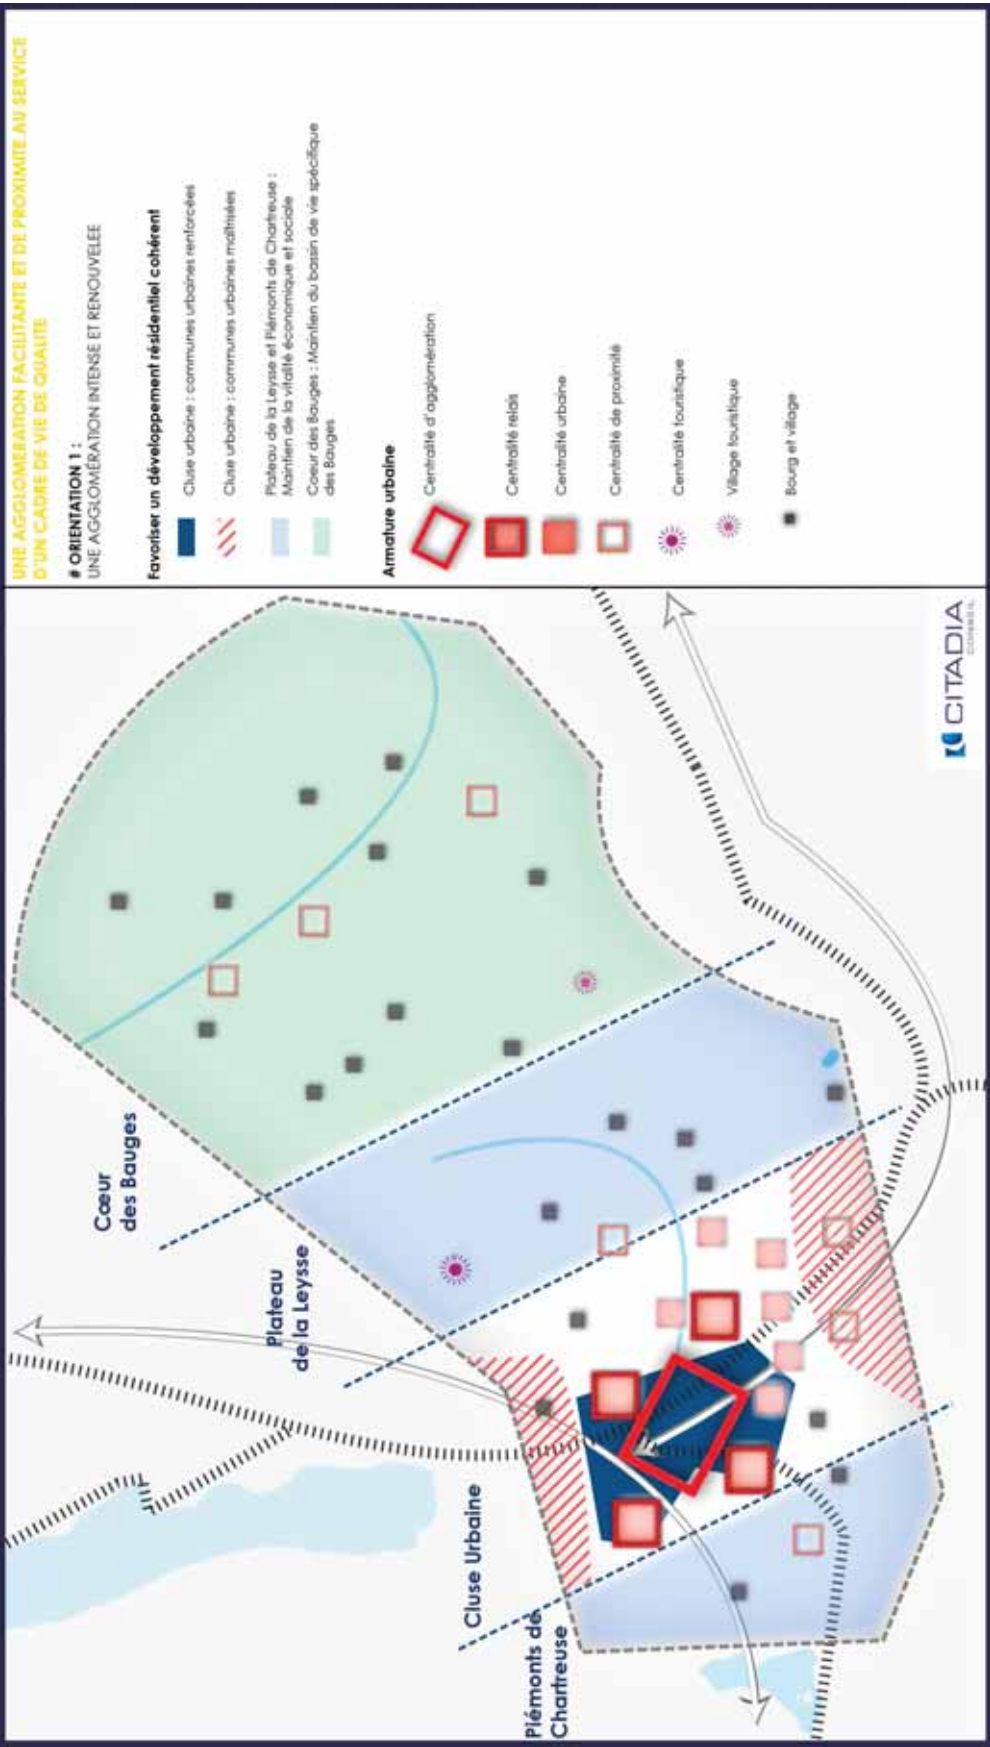 UNE AGGLOMERATION FACILITANTE ET DE PROXIMITE AU SERVICE
D'UN CADRE DE VIE DE QUALITE
# ORIENTATION 1 :
UNE AGGLOMÉRATION INTENSE ET RENOUVELEE
Favoriser un développement résidentiel cohérent
Cluse urbaine : communes urbaines renforcées
Cluse urbaine : communes urbaines maîtrisées
Plateau de la Leysse et Piémonts de Chartreuse :
Maintien de la vitalité économique et sociale
Coeur des Bauges : Maintien du bassin de vie spécifique
des Bauges
Armature urbaine
Centralité d'agglomération
Centralité relais
Centralité urbaine
Centralité de proximité
Centralité touristique
Village touristique
Bourg et village
Cœur
des Bauges
Plateau
de la Leysse
Cluse Urbaine
Piémonts de
Chartreuse
CITADIA
CONSEIL